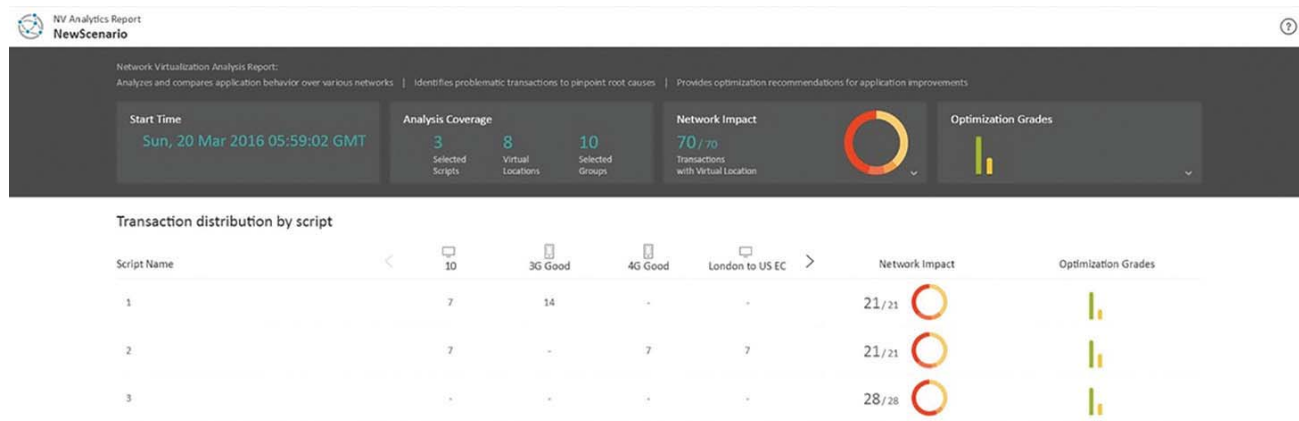 NV Analytics Report
NewScenario
?
Network Virtualization Analysis Report:
Analyzes and compares application behavior over various networks | Identifies problematic transactions to pinpoint root causes | Provides optimization recommendations for application improvements
Start Time
Sun, 20 Mar 2016 05:59:02 GMT
Analysis Coverage
3 8 10
Selected Virtual Selected
Scripts Locations Groups
Network Impact
70/70
Transactions
with Virtual Location
Optimization Grades
Transaction distribution by script
Script Name < 10 3G Good 4G Good London to US EC > Network Impact Optimization Grades
1 7 14 - - 21/21
2 7 - 7 7 21/21
3 - - - - 28/28